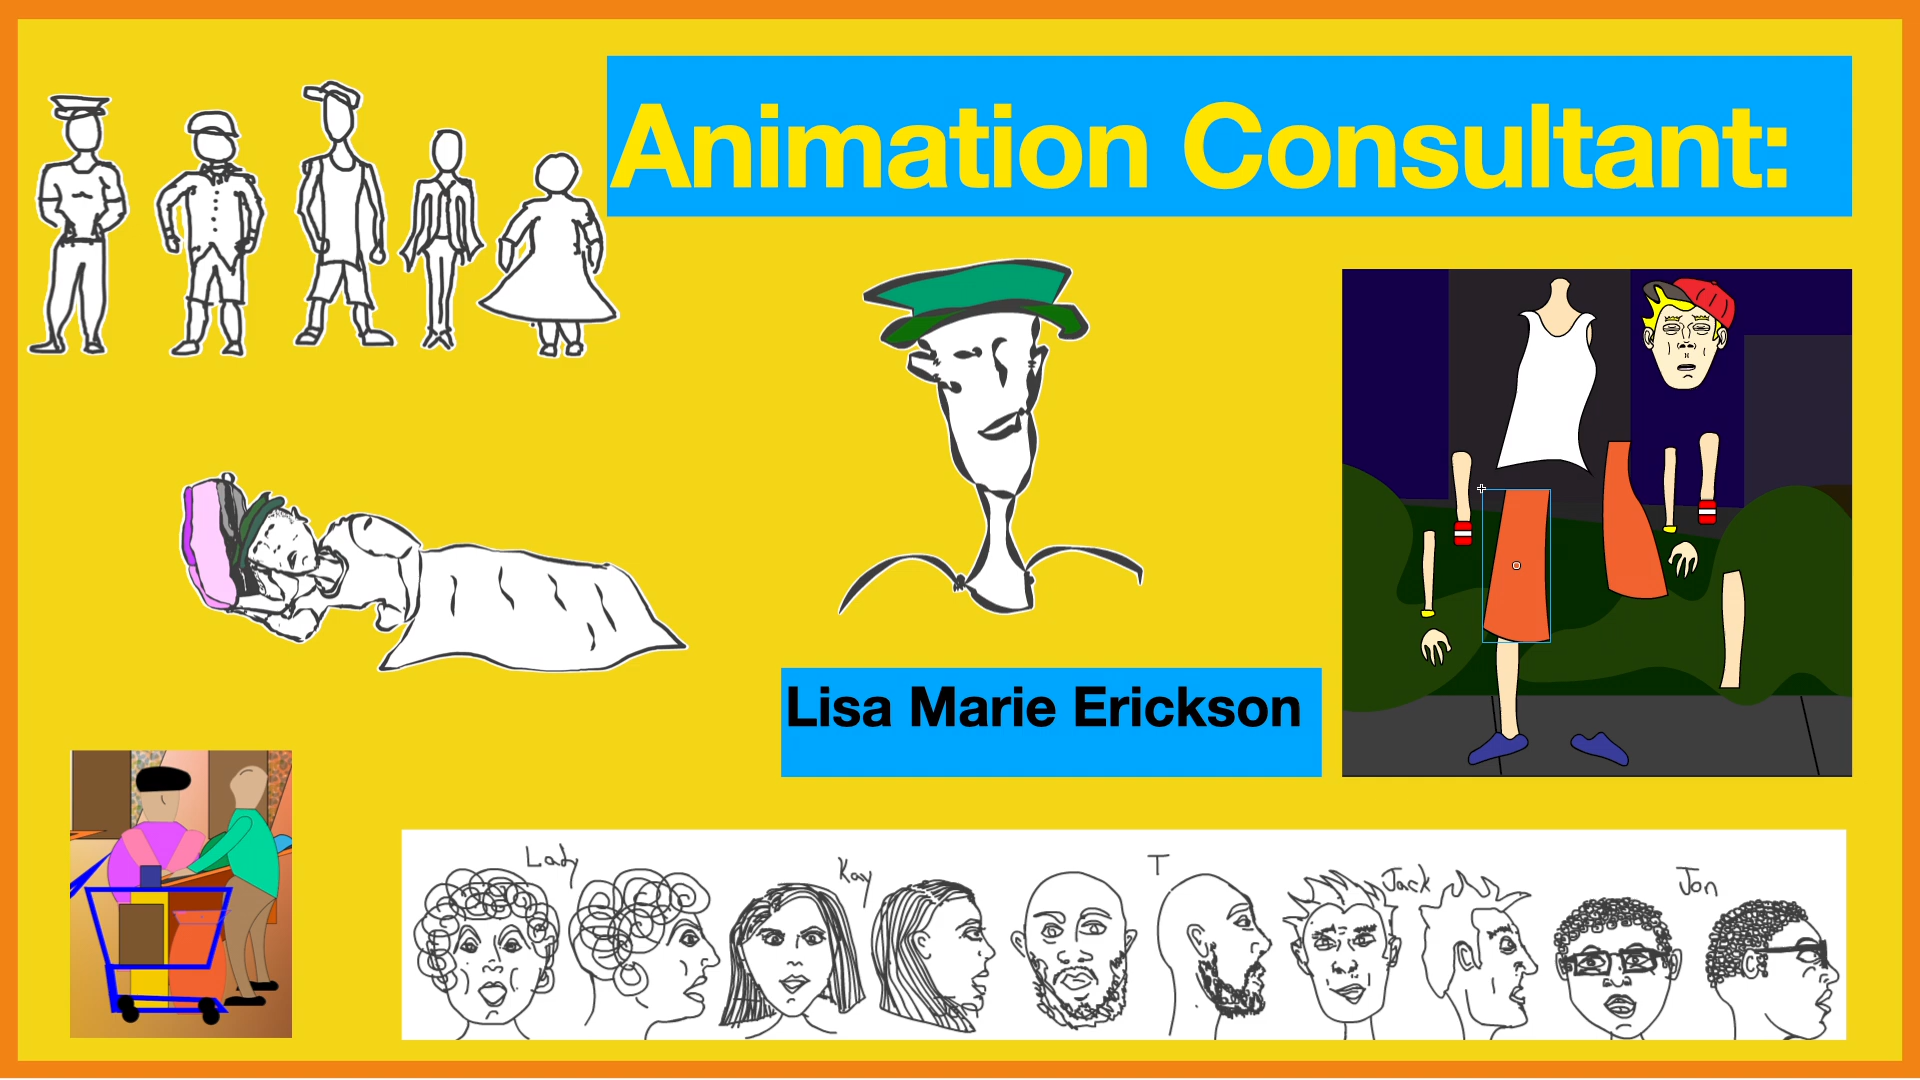 Animation Consultant:
Lisa Marie Erickson
Lady
Kay
T
Jack
Jon